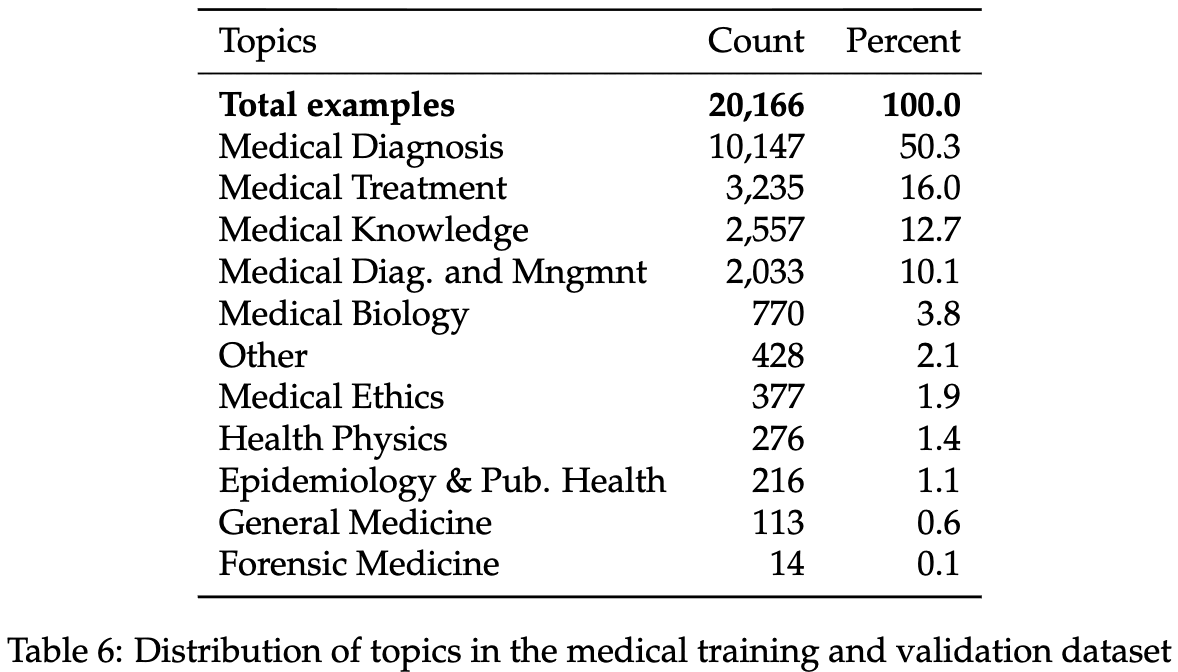 Topics Count Percent
Total examples 20,166 100.0
Medical Diagnosis 10,147 50.3
Medical Treatment 3,235 16.0
Medical Knowledge 2,557 12.7
Medical Diag. and Mngmnt 2,033 10.1
Medical Biology 770 3.8
Other 428 2.1
Medical Ethics 377 1.9
Health Physics 276 1.4
Epidemiology & Pub. Health 216 1.1
General Medicine 113 0.6
Forensic Medicine 14 0.1
Table 6: Distribution of topics in the medical training and validation dataset